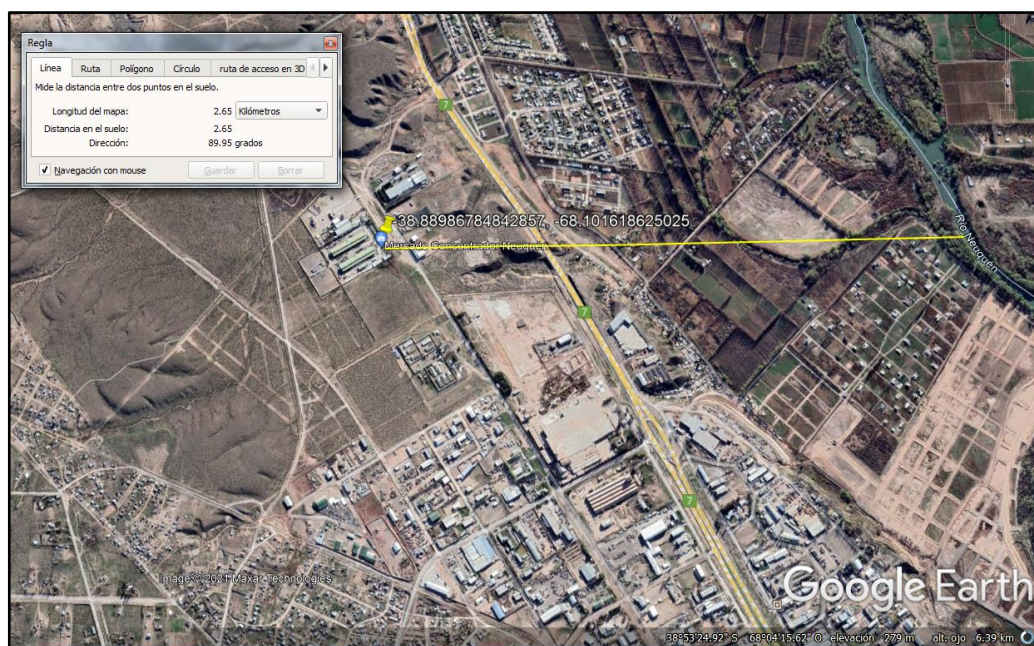 Regla
Línea Ruta Polígono Círculo ruta de acceso en 3D
Mide la distancia entre dos puntos en el suelo.
Longitud del mapa: 2.65 Kilómetros
Distancia en el suelo: 2.65
Dirección: 89.95 grados
Navegación con mouse Guardar Borrar
7
-38.88986784842857, -68.101618625025
Mercado Concentrador Neuquén
Río Neuquén
7
7
Image © 2021 Maxar Technologies
Google Earth
38°53'24.92" S 68°04'15.62" O elevación 279 m alt. ojo 6.39 km